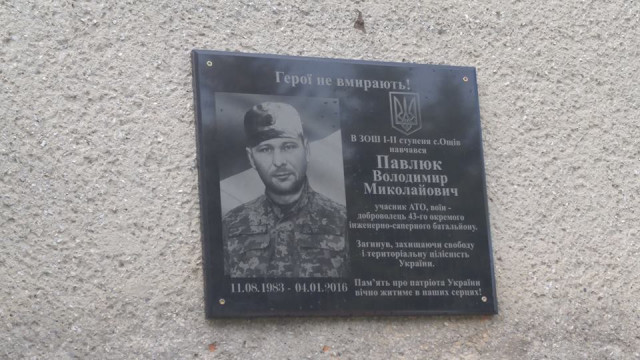 Герої не вмирають!
В ЗОШ І-ІІ ступеня с.Ощів
навчався
Павлюк
Володимир
Миколайович
учасник АТО, воїн -
доброволець 43-го окремого
інженерно-саперного батальйону.
Загинув, захищаючи свободу
і територіальну цілісність
України.
11.08.1983 - 04.01.2016
Пам'ять про патріота України
вічно житиме в наших серцях!